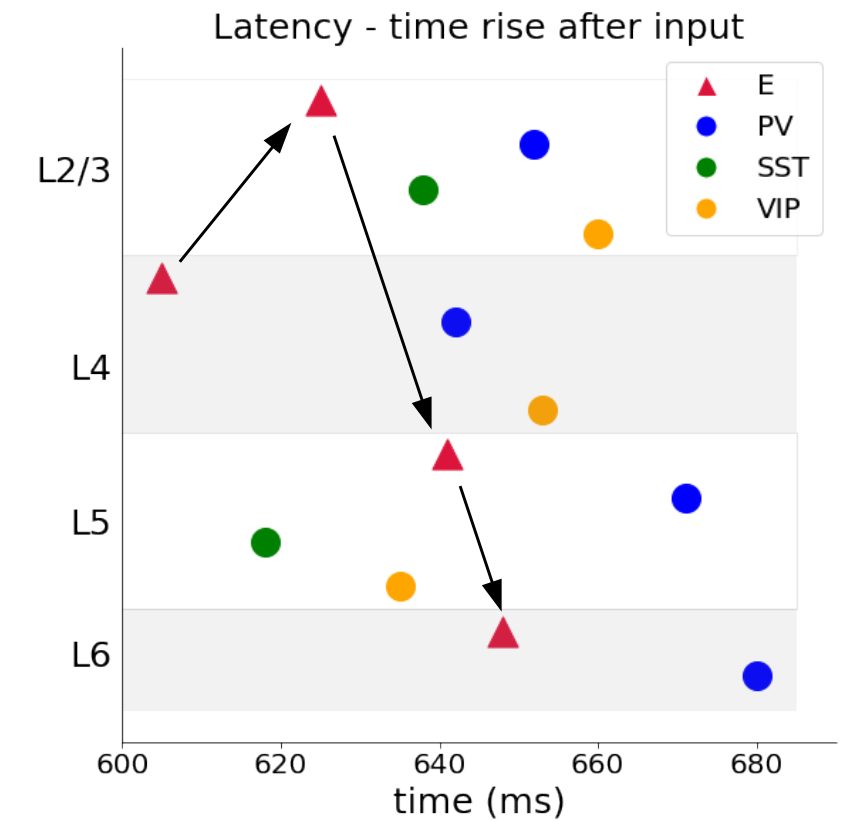 Latency - time rise after input
E
PV
SST
VIP
L2/3
L4
L5
L6
600 620 640 660 680
time (ms)